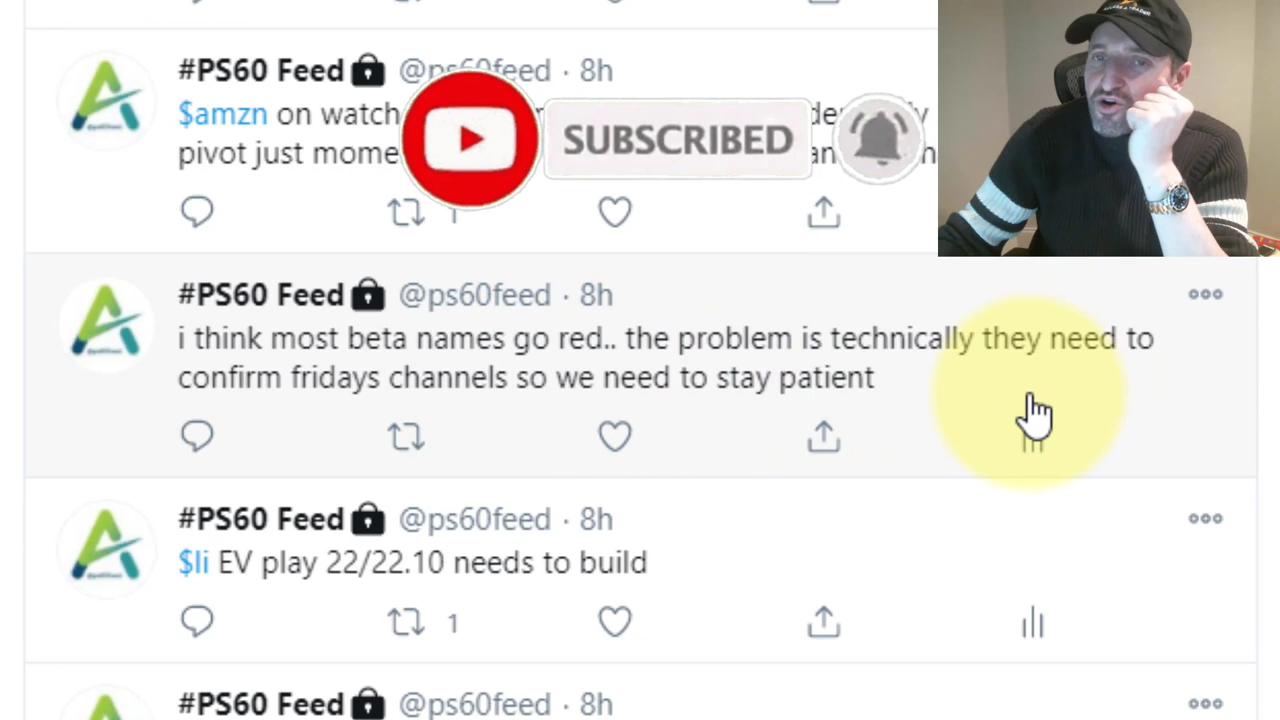 #PS60 Feed @ps60feed · 8h
$amzn on watch
pivot just mome
SUBSCRIBED
1
#PS60 Feed @ps60feed · 8h
i think most beta names go red.. the problem is technically they need to
confirm fridays channels so we need to stay patient
#PS60 Feed @ps60feed · 8h
$li EV play 22/22.10 needs to build
1
#PS60 Feed @ps60feed · 8h